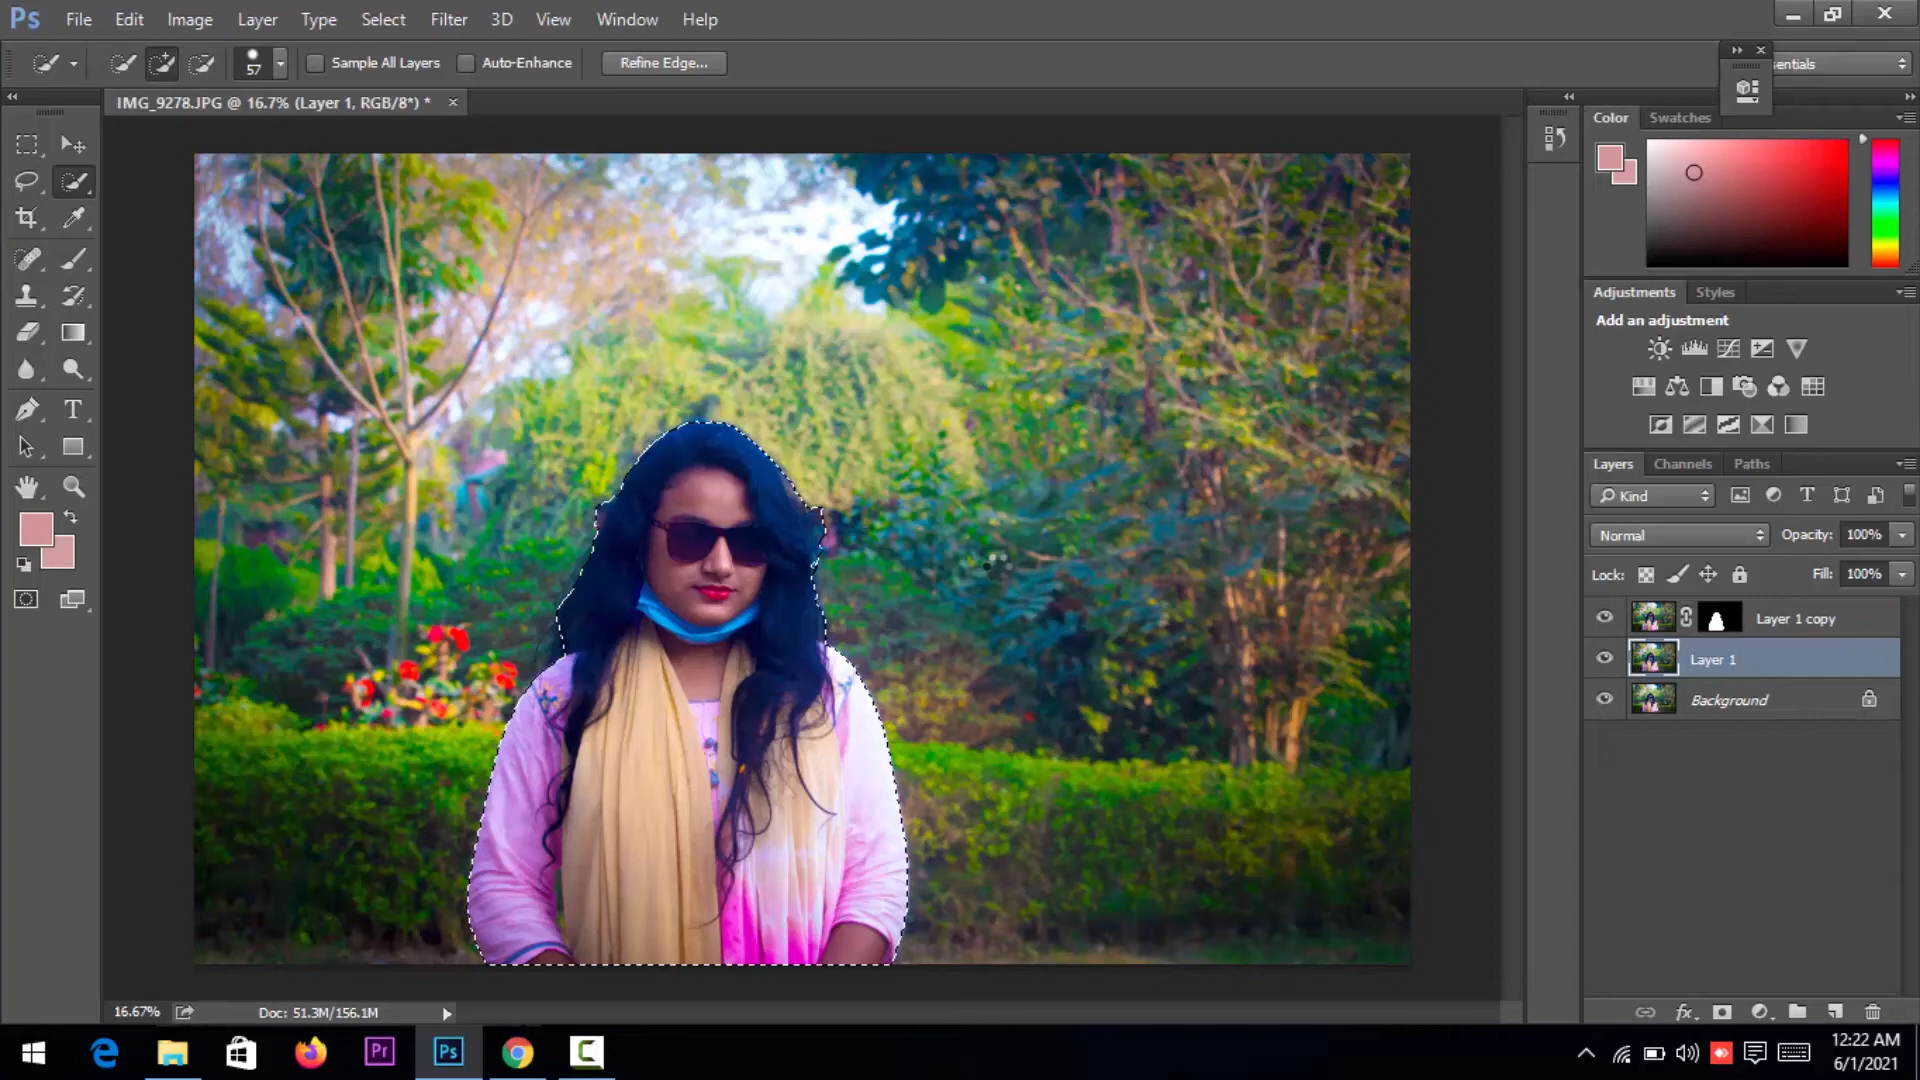 Ps File Edit Image Layer Type Select Filter 3D View Window Help
57 Sample All Layers Auto-Enhance Refine Edge... entials
IMG_9278.JPG @ 16.7% (Layer 1, RGB/8*) *
Color Swatches
Adjustments Styles
Add an adjustment
Layers Channels Paths
Kind
Normal Opacity: 100%
Lock: Fill: 100%
Layer 1 copy
Layer 1
Background
16.67% Doc: 51.3M/156.1M
Pr Ps C
12:22 AM
6/1/2021